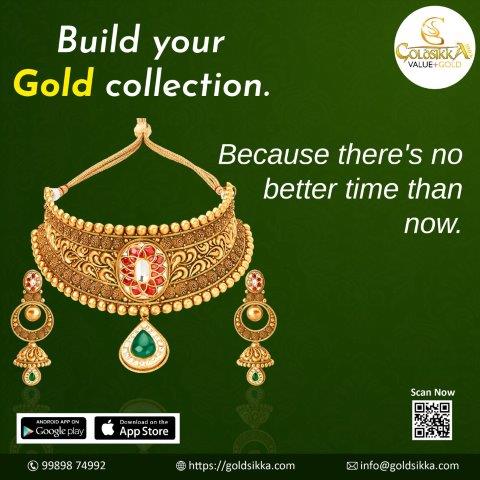 Build your
Gold collection.
GOLDSIKKA
VALUE+GOLD
Because there's no
better time than
now.
Scan Now
ANDROID APP ON
Google play
Download on the
App Store
99898 74992
https://goldsikka.com
info@goldsikka.com